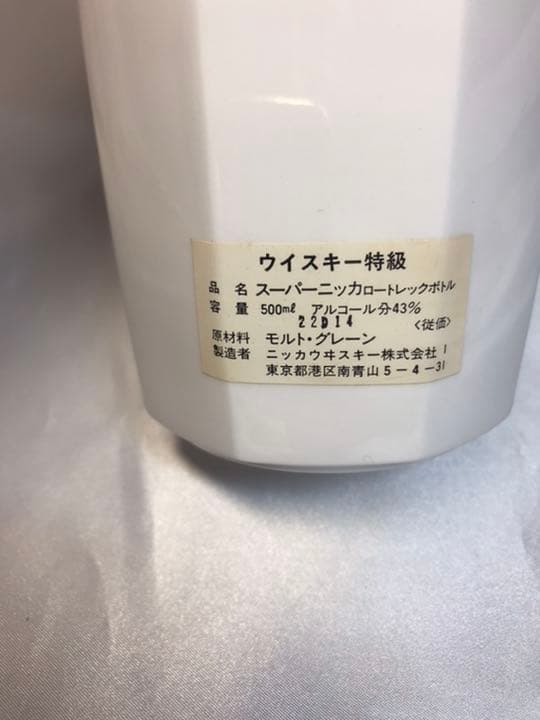 ウイスキー特級
品名 スーパーニッカロートレックボトル
容量 500㎖ アルコール分43%
22D14 <従価>
原材料 モルト・グレーン
製造者 ニッカウヰスキー株式会社 1
東京都港区南青山5-4-31